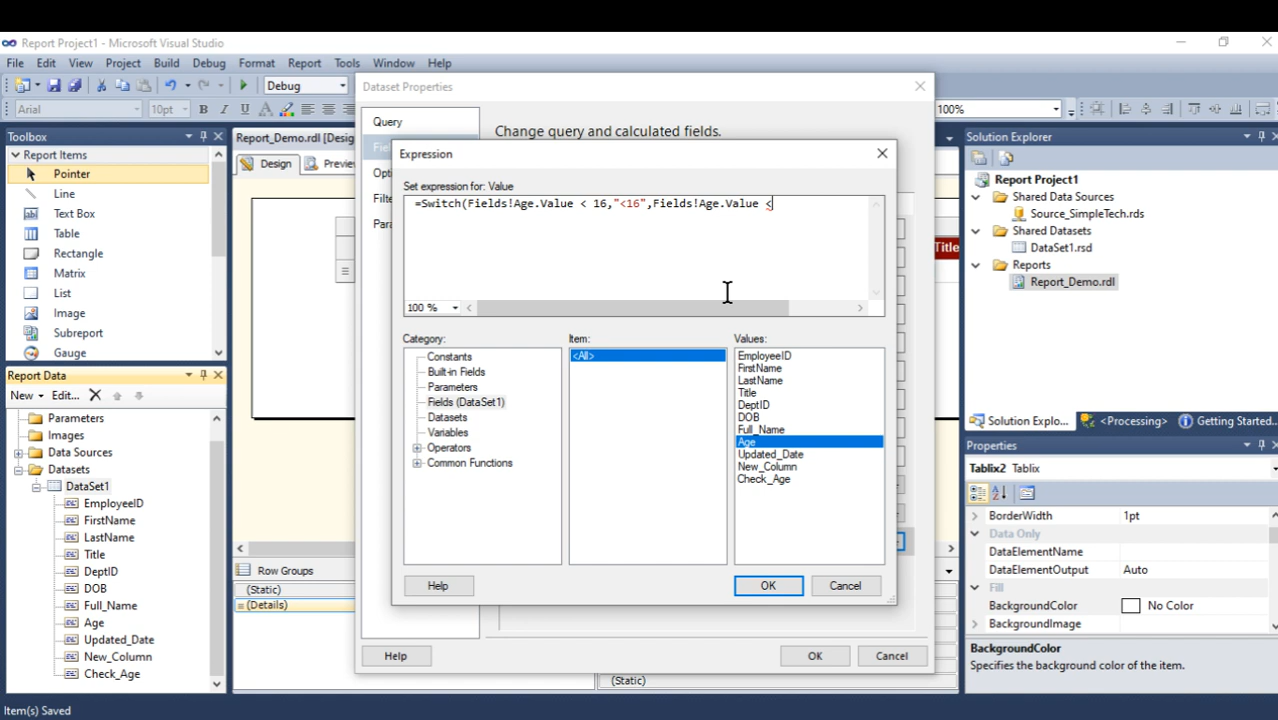 Report Project1 - Microsoft Visual Studio
File Edit View Project Build Debug Format Report Tools Window Help
Debug
Arial 10pt B I U A 100%
Toolbox
Report Items
Pointer
Line
Text Box
Table
Rectangle
Matrix
List
Image
Subreport
Gauge
Report Data
New Edit...
Parameters
Images
Data Sources
Datasets
DataSet1
EmployeeID
FirstName
LastName
Title
DeptID
DOB
Full_Name
Age
Updated_Date
New_Column
Check_Age
Item(s) Saved
Report_Demo.rdl [Desig
Design
Title
Row Groups
(Static)
(Details)
(Static)
Dataset Properties
Query
Change query and calculated fields.
Help
OK
Cancel
Expression
Set expression for: Value
=Switch(Fields!Age.Value < 16,"<16",Fields!Age.Value <
100 %
Category:
Constants
Built-in Fields
Parameters
Fields (DataSet1)
Datasets
Variables
Operators
Common Functions
Item:
<All>
Values:
EmployeeID
FirstName
LastName
Title
DeptID
DOB
Full_Name
Age
Updated_Date
New_Column
Check_Age
Help
OK
Cancel
Solution Explorer
Report Project1
Shared Data Sources
Source_SimpleTech.rds
Shared Datasets
DataSet1.rsd
Reports
Report_Demo.rdl
Solution Explo... <Processing> Getting Started...
Properties
Tablix2 Tablix
BorderWidth 1pt
Data Only
DataElementName
DataElementOutput Auto
Fill
BackgroundColor No Color
BackgroundImage
BackgroundColor
Specifies the background color of the item.